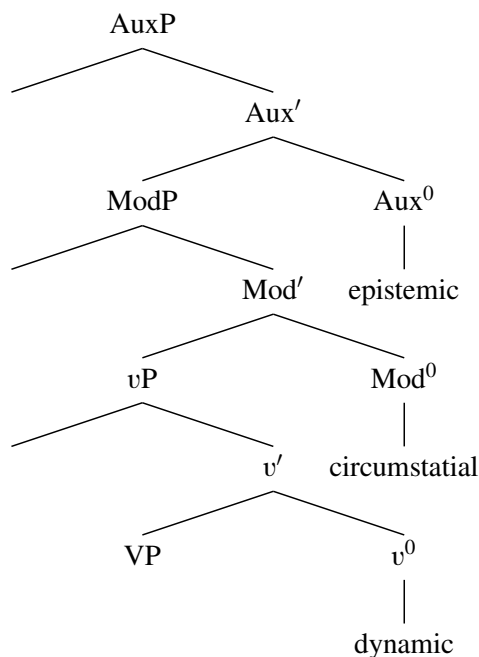 AuxP
Aux′
ModP Aux⁰
Mod′ epistemic
υP Mod⁰
υ′ circumstatial
VP υ⁰
dynamic